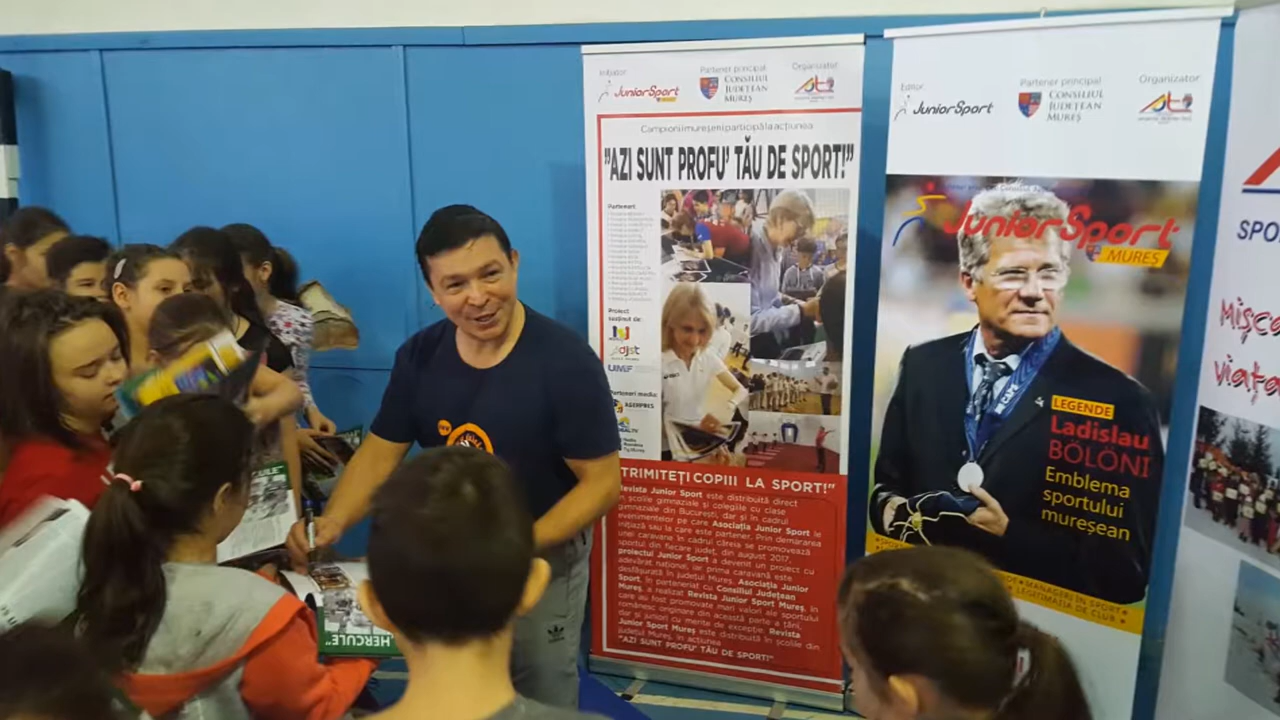 Inițiator
JuniorSport
Partener principal
CONSILIUL
JUDEȚEAN
MUREȘ
Organizator
Campionii mureșeni participă la acțiunea
"AZI SUNT PROFU' TĂU DE SPORT!"
Parteneri
Proiect
susținut de:
djst
UMF
Parteneri media:
AGERPRES
"TRIMITEȚI COPIII LA SPORT!"
Revista Junior Sport este distribuită direct
în școlile gimnaziale și colegiile cu clase
gimnaziale din București, dar și în cadrul
evenimentelor pe care Asociația Junior Sport le
inițiază sau la care este partener. Prin demararea
unei caravane în cadrul căreia se promovează
sportul din fiecare județ, din august 2017,
proiectul Junior Sport a devenit un proiect cu
adevărat național, iar prima caravană este
desfășurată în județul Mureș. Asociația Junior
Sport, în parteneriat cu Consiliul Județean
Mureș, a realizat Revista Junior Sport Mureș, în
care au fost promovate mari valori ale sportului
românesc originare din această parte a țării,
dar și juniori cu merite de excepție. Revista
Junior Sport Mureș este distribuită în școlile din
județul Mureș, în acțiunea
"AZI SUNT PROFU' TĂU DE SPORT!"
Editor
JuniorSport
Partener principal
CONSILIUL
JUDEȚEAN
MUREȘ
Organizator
JuniorSport
MUREȘ
LEGENDE
Ladislau
BÖLÖNI
Emblema
sportului
mureșean
MANAGERI ÎN SPORT
LEGITIMAȚIA DE CLUB
SPO
Mișca
viața
HERCULE"